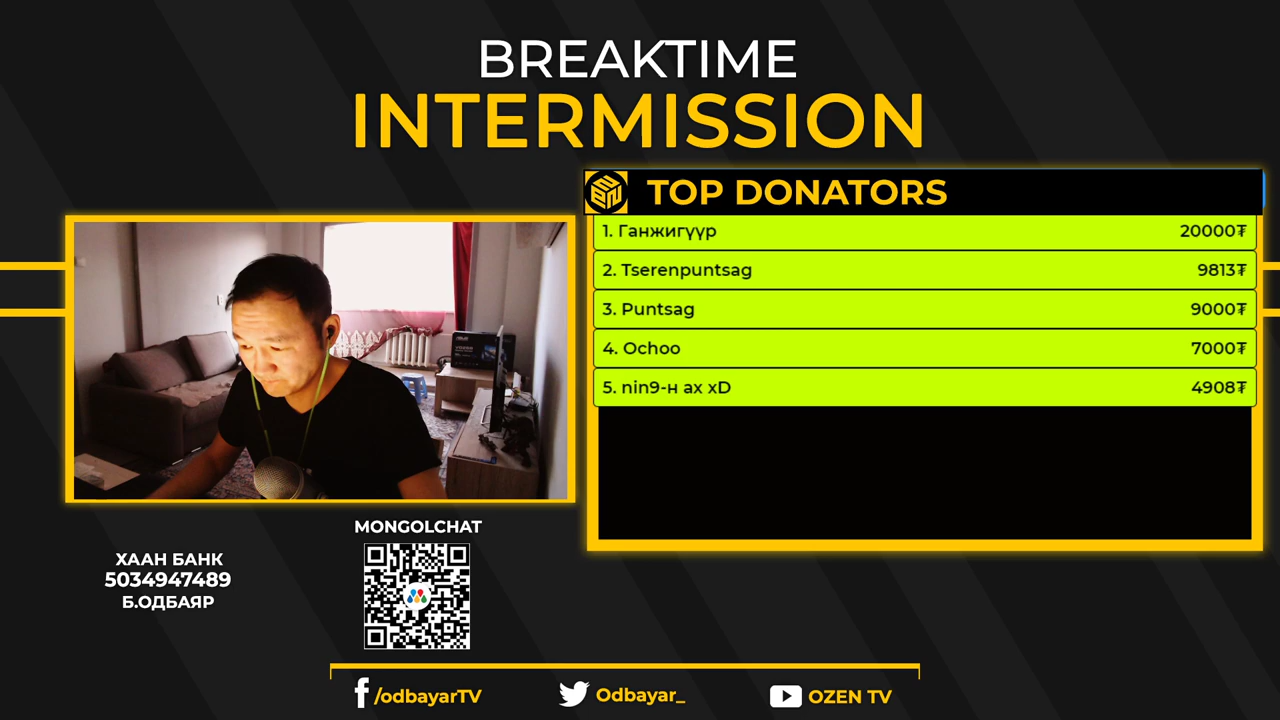 BREAKTIME
INTERMISSION
TOP DONATORS
1. Ганжигүүр 20000₮
2. Tserenpuntsag 9813₮
3. Puntsag 9000₮
4. Ochoo 7000₮
5. nin9-н ах xD 4908₮
MONGOLCHAT
ХААН БАНК
5034947489
Б.ОДБАЯР
/odbayarTV
Odbayar_
OZEN TV